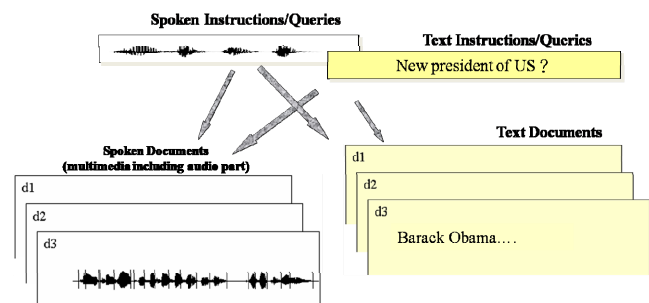 Spoken Instructions/Queries
Text Instructions/Queries
New president of US ?
Spoken Documents
(multimedia including audio part)
d1
d2
d3
Text Documents
d1
d2
d3
Barack Obama….